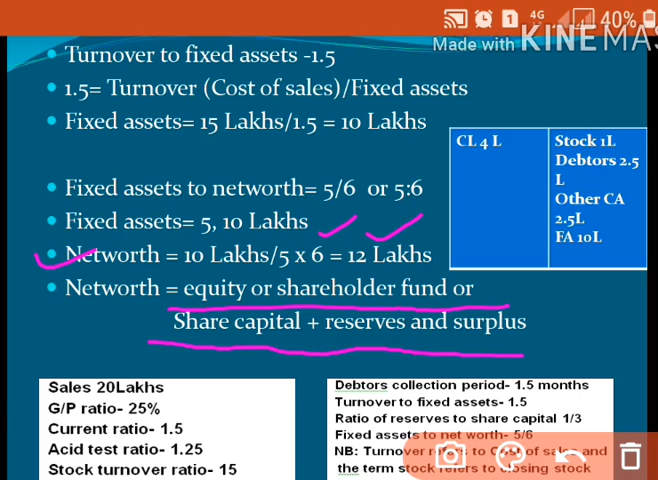 4G 40%
Made with KINEMAS
Turnover to fixed assets -1.5
1.5= Turnover (Cost of sales)/Fixed assets
Fixed assets= 15 Lakhs/1.5 = 10 Lakhs
Fixed assets to networth= 5/6 or 5:6
Fixed assets= 5, 10 Lakhs
Networth = 10 Lakhs/5 x 6 = 12 Lakhs
Networth = equity or shareholder fund or
Share capital + reserves and surplus
CL 4 L
Stock 1L
Debtors 2.5
L
Other CA
2.5L
FA 10L
Sales 20Lakhs
G/P ratio- 25%
Current ratio- 1.5
Acid test ratio- 1.25
Stock turnover ratio- 15
Debtors collection period- 1.5 months
Turnover to fixed assets- 1.5
Ratio of reserves to share capital 1/3
Fixed assets to net worth- 5/6
NB: Turnover refers to Cost of sales and
the term stock refers to closing stock